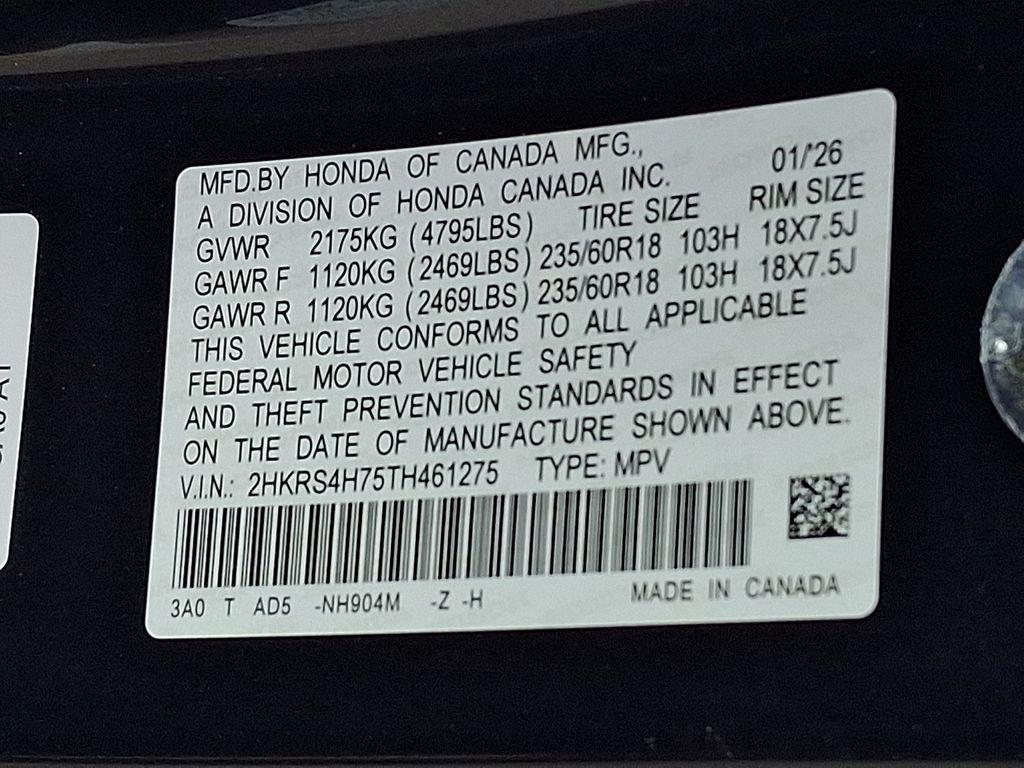 MFD.BY HONDA OF CANADA MFG.,
A DIVISION OF HONDA CANADA INC. 01/'26
GVWR 2175KG (4795LBS) TIRE SIZE RIM SIZE
GAWR F 1120KG (2469LBS) 235/60R18 103H 18X7.5J
GAWR R 1120KG (2469LBS) 235/60R18 103H 18X7.5J
THIS VEHICLE CONFORMS TO ALL APPLICABLE
FEDERAL MOTOR VEHICLE SAFETY
AND THEFT PREVENTION STANDARDS IN EFFECT
ON THE DATE OF MANUFACTURE SHOWN ABOVE.
V.I.N.: 2HKRS4H75TH461275 TYPE: MPV
3A0 T AD5 -NH904M -Z -H MADE IN CANADA